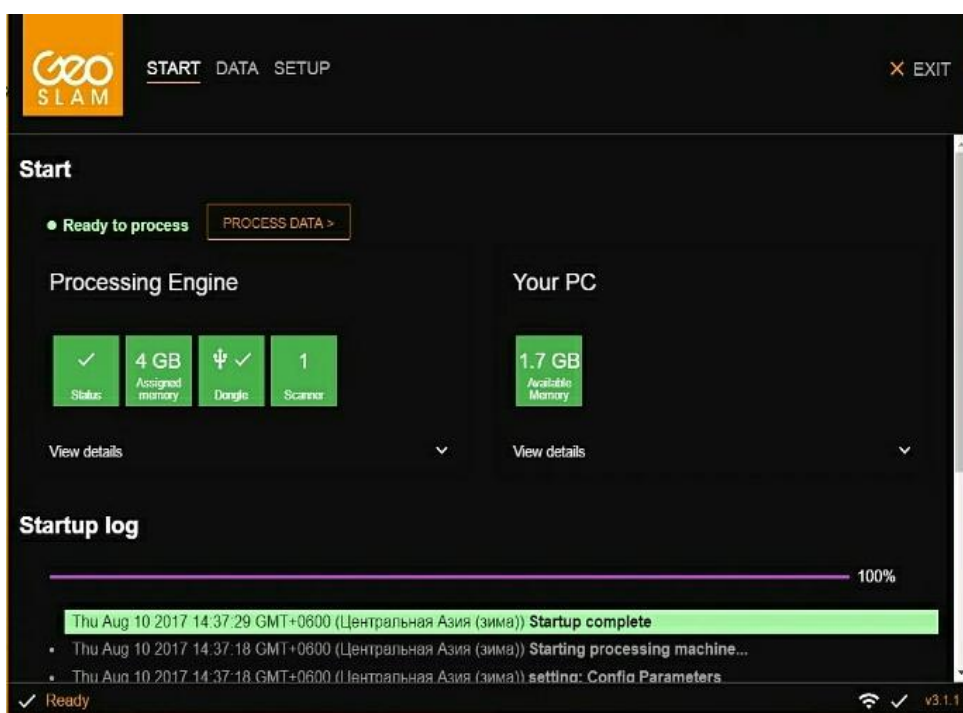 GEO SLAM
START DATA SETUP
X EXIT
Start
Ready to process
PROCESS DATA >
Processing Engine
Your PC
Status
4 GB Assigned memory
Dongle
1 Scanner
1.7 GB Available Memory
View details
View details
Startup log
100%
Thu Aug 10 2017 14:37:29 GMT+0600 (Центральная Азия (зима)) Startup complete
Thu Aug 10 2017 14:37:18 GMT+0600 (Центральная Азия (зима)) Starting processing machine...
Thu Aug 10 2017 14:37:18 GMT+0600 (Центральная Азия (зима)) setting: Config Parameters
Ready
v3.1.1